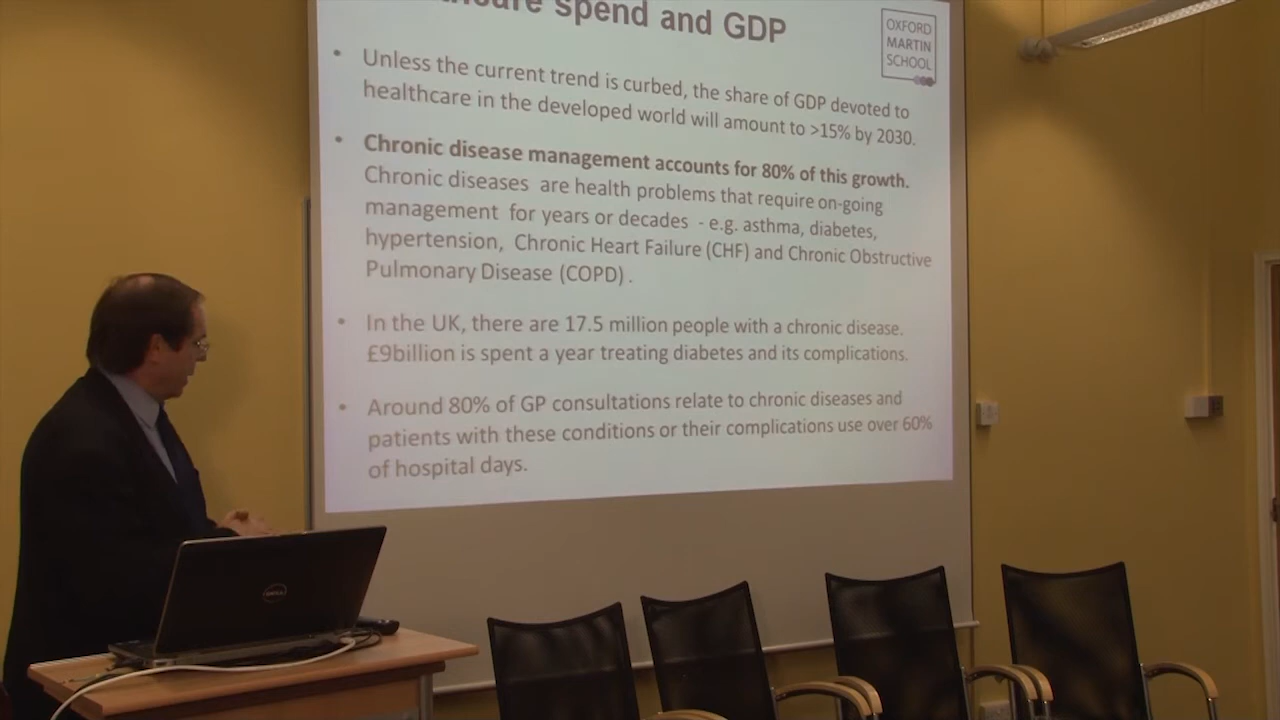 spend and GDP
OXFORD
MARTIN
SCHOOL
• Unless the current trend is curbed, the share of GDP devoted to
healthcare in the developed world will amount to >15% by 2030.
• Chronic disease management accounts for 80% of this growth.
Chronic diseases are health problems that require on-going
management for years or decades - e.g. asthma, diabetes,
hypertension, Chronic Heart Failure (CHF) and Chronic Obstructive
Pulmonary Disease (COPD) .
• In the UK, there are 17.5 million people with a chronic disease.
£9billion is spent a year treating diabetes and its complications.
• Around 80% of GP consultations relate to chronic diseases and
patients with these conditions or their complications use over 60%
of hospital days.
DELL